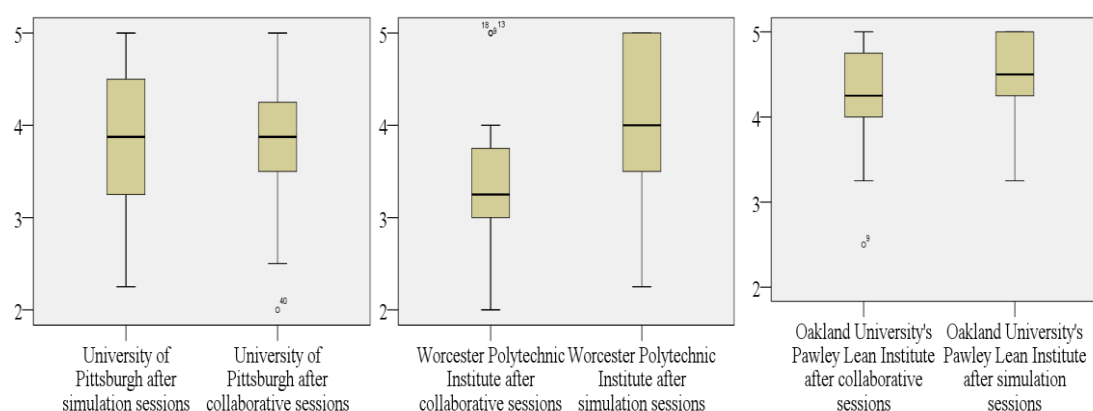 5
4
3
2
40
University of
Pittsburgh after
simulation sessions
University of
Pittsburgh after
collaborative sessions
5
4
3
2
18 9 13
Worcester Polytechnic
Institute after
collaborative sessions
Worcester Polytechnic
Institute after
simulation sessions
5
4
3
2
9
Oakland University's
Pawley Lean Institute
after collaborative
sessions
Oakland University's
Pawley Lean Institute
after simulation
sessions